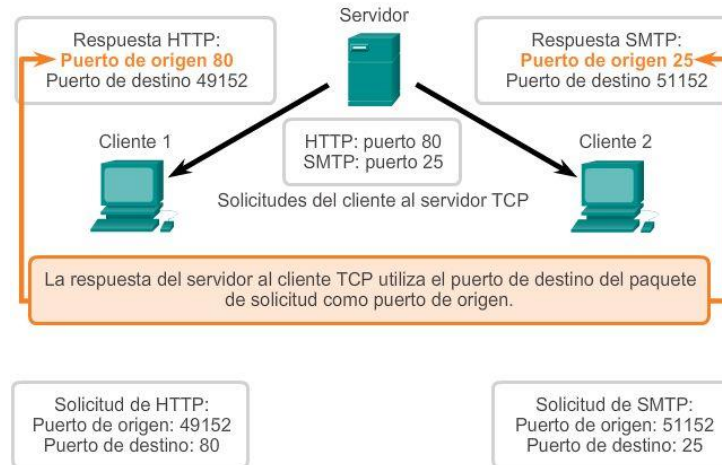 Servidor
Respuesta HTTP:
Puerto de origen 80
Puerto de destino 49152
Respuesta SMTP:
Puerto de origen 25
Puerto de destino 51152
Cliente 1
HTTP: puerto 80
SMTP: puerto 25
Cliente 2
Solicitudes del cliente al servidor TCP
La respuesta del servidor al cliente TCP utiliza el puerto de destino del paquete
de solicitud como puerto de origen.
Solicitud de HTTP:
Puerto de origen: 49152
Puerto de destino: 80
Solicitud de SMTP:
Puerto de origen: 51152
Puerto de destino: 25